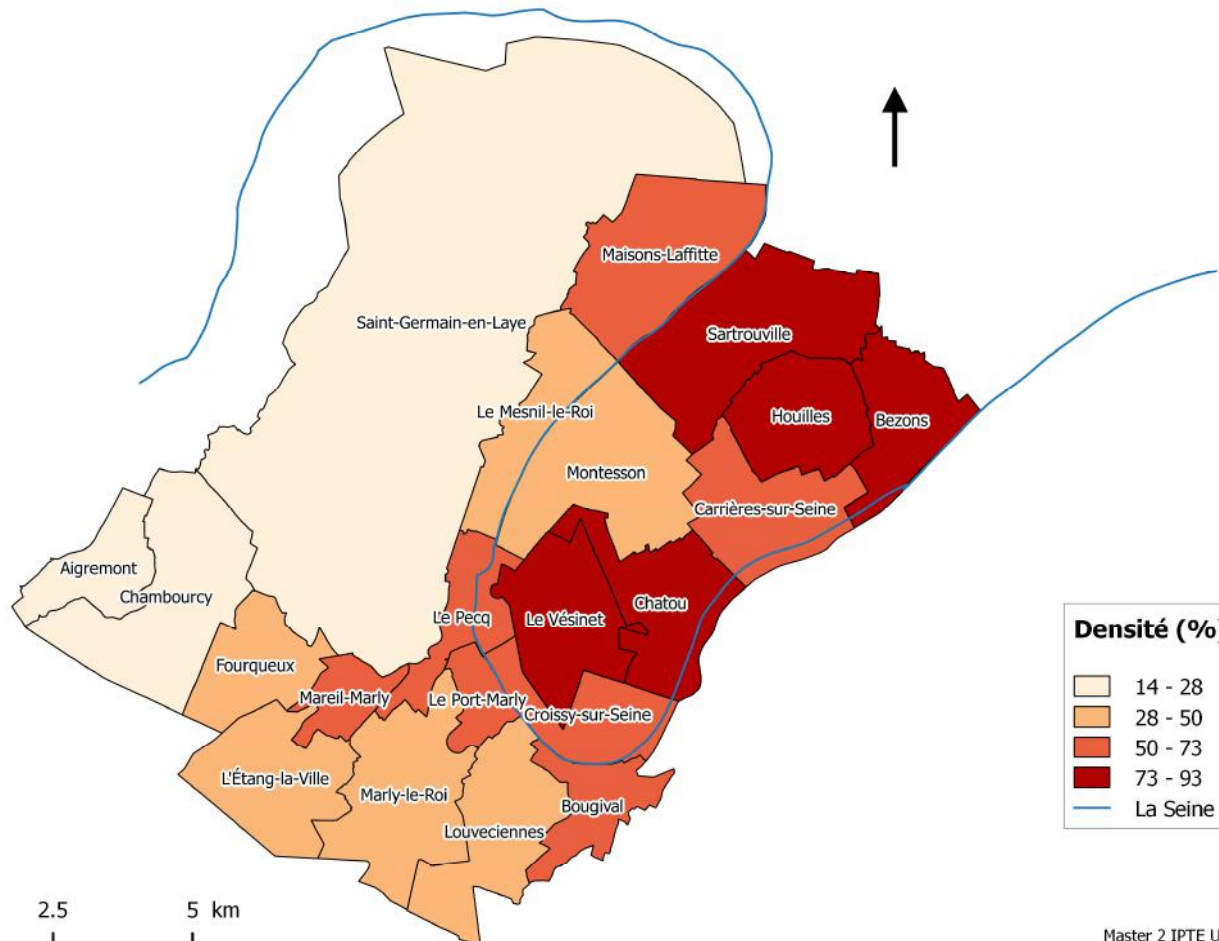 Maisons-Laffitte
Saint-Germain-en-Laye
Sartrouville
Le Mesnil-le-Roi
Houilles
Bezons
Montesson
Carrières-sur-Seine
Aigremont
Chambourcy
Le Pecq
Le Vésinet
Chatou
Fourqueux
Mareil-Marly
Le Port-Marly
Croissy-sur-Seine
L'Étang-la-Ville
Marly-le-Roi
Louveciennes
Bougival
Densité (%)
14 - 28
28 - 50
50 - 73
73 - 93
La Seine
2.5 5 km
Master 2 IPTE U